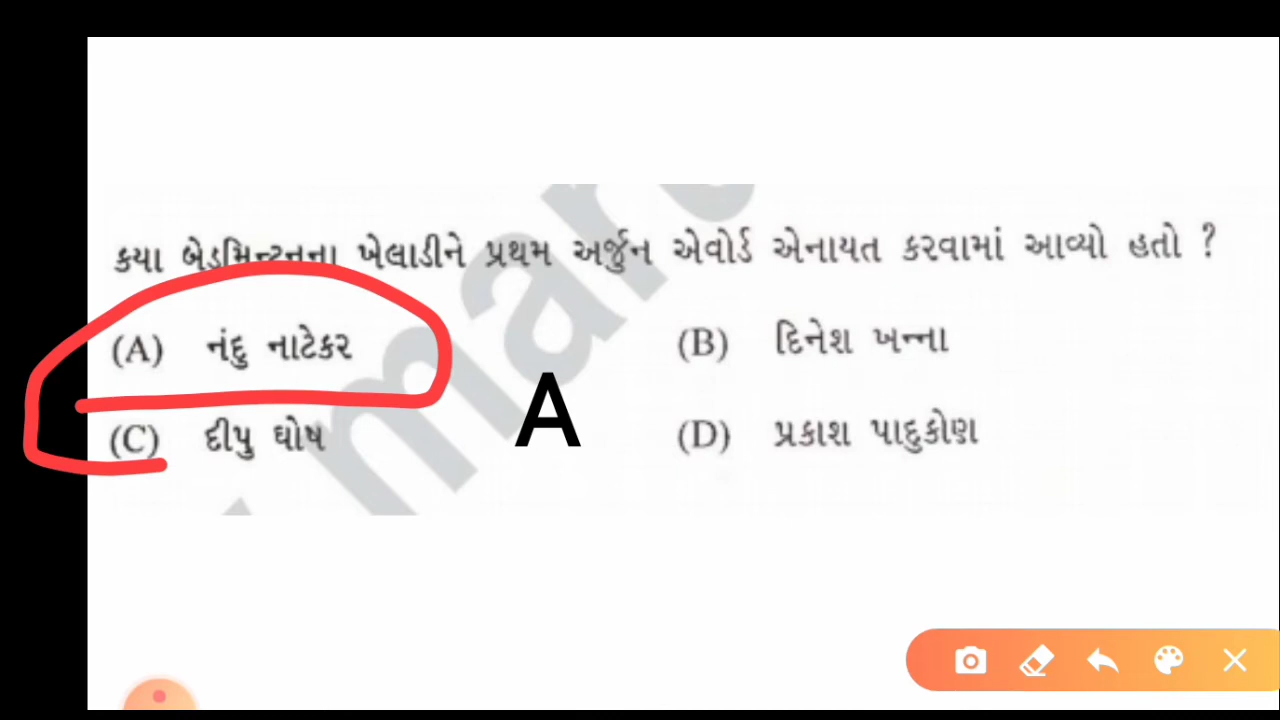 કયા બેડમિન્ટનના ખેલાડીને પ્રથમ અર્જુન એવોર્ડ એનાયત કરવામાં આવ્યો હતો ?
(A) નંદુ નાટેકર (B) દિનેશ ખન્ના
(C) દીપુ ઘોષ (D) પ્રકાશ પાદુકોણ
A